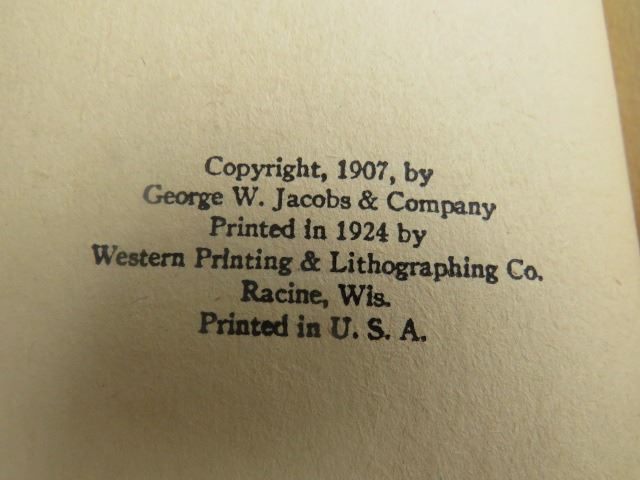 Copyright, 1907, by
George W. Jacobs & Company
Printed in 1924 by
Western Printing & Lithographing Co.
Racine, Wis.
Printed in U. S. A.